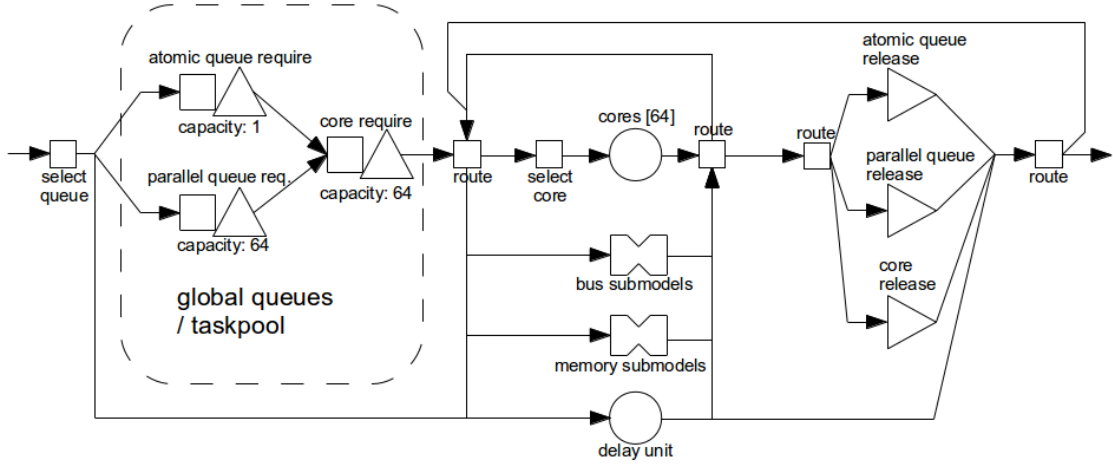 atomic queue require
capacity: 1
select
queue
parallel queue req.
capacity: 64
core require
capacity: 64
global queues
/ taskpool
route
select
core
cores [64]
route
bus submodels
memory submodels
delay unit
route
atomic queue
release
parallel queue
release
core
release
route